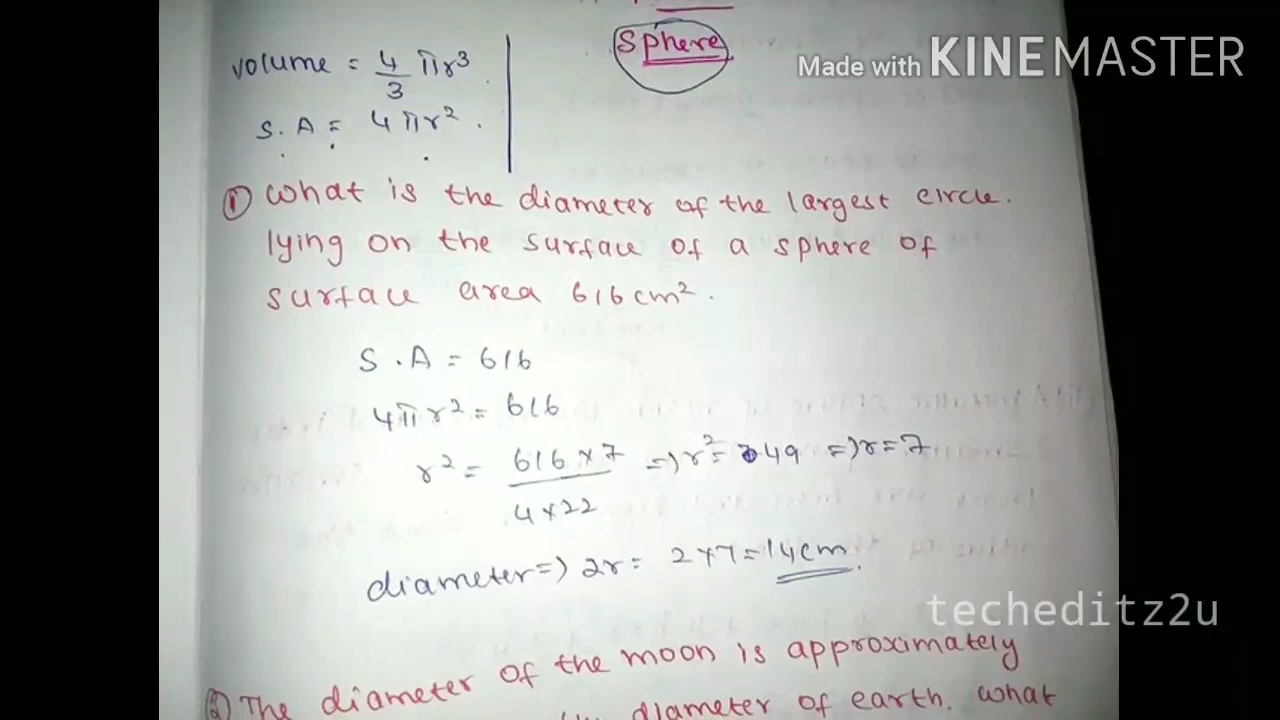 Sphere
Made with KINEMASTER
volume = 4/3 πr³
S.A = 4πr².
① What is the diameter of the largest circle.
lying on the surface of a sphere of
surface area 616 cm².
S.A = 616
4πr² = 616
r² = 616×7 / 4×22 => r² = 49 => r = 7
diameter => 2r = 2×7 = 14cm.
techeditz2u
② The diameter of the moon is approximately
diameter of earth. What